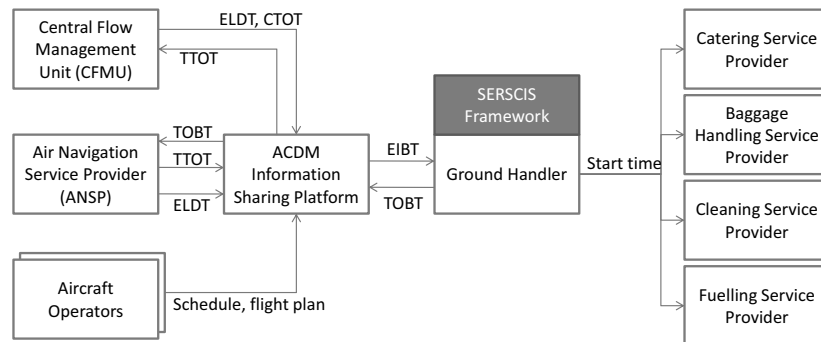 Central Flow
Management
Unit (CFMU)
ELDT, CTOT
TTOT
Air Navigation
Service Provider
(ANSP)
TOBT
TTOT
ELDT
Aircraft
Operators
Schedule, flight plan
ACDM
Information
Sharing Platform
EIBT
TOBT
SERSCIS
Framework
Ground Handler
Start time
Catering Service
Provider
Baggage
Handling Service
Provider
Cleaning Service
Provider
Fuelling Service
Provider